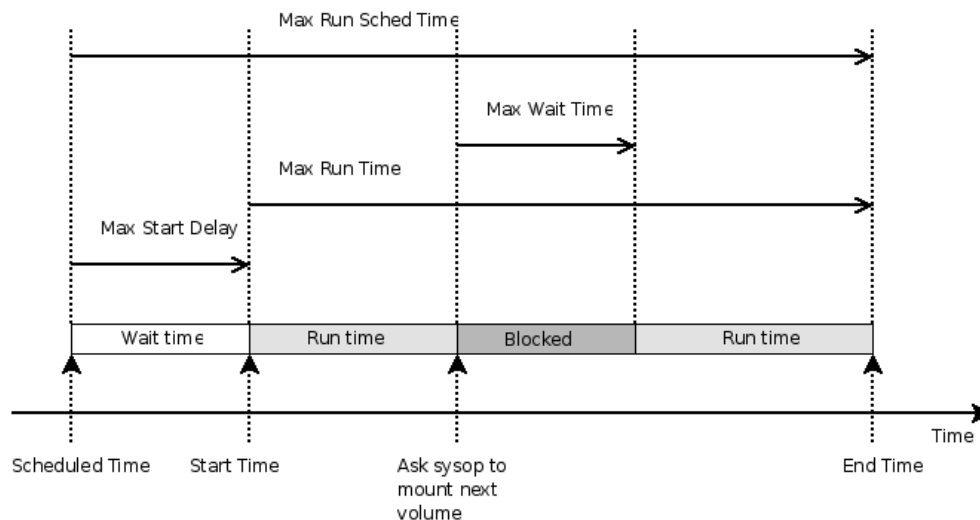 Max Run Sched Time
Max Wait Time
Max Run Time
Max Start Delay
Wait time
Run time
Blocked
Run time
Time
Scheduled Time
Start Time
Ask sysop to
mount next
volume
End Time